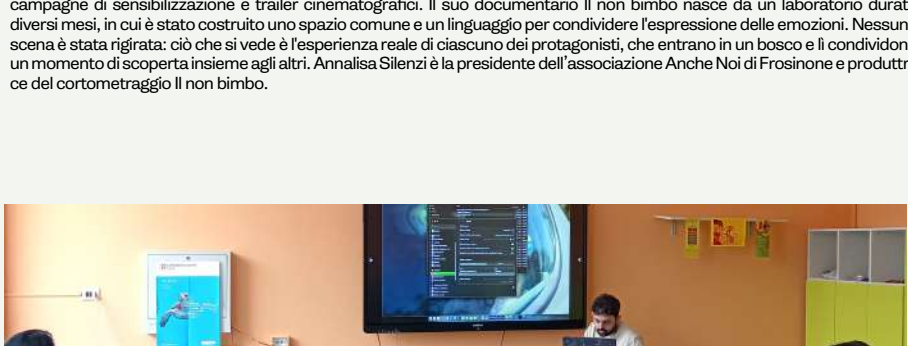 campagne di sensibilizzazione e trailer cinematografici. Il suo documentario Il non bimbo nasce da un laboratorio durat
diversi mesi, in cui è stato costruito uno spazio comune e un linguaggio per condividere l'espressione delle emozioni. Nessun
scena è stata rigirata: ciò che si vede è l'esperienza reale di ciascuno dei protagonisti, che entrano in un bosco e lì condividon
un momento di scoperta insieme agli altri. Annalisa Silenzi è la presidente dell'associazione Anche Noi di Frosinone e produttr
ce del cortometraggio Il non bimbo.